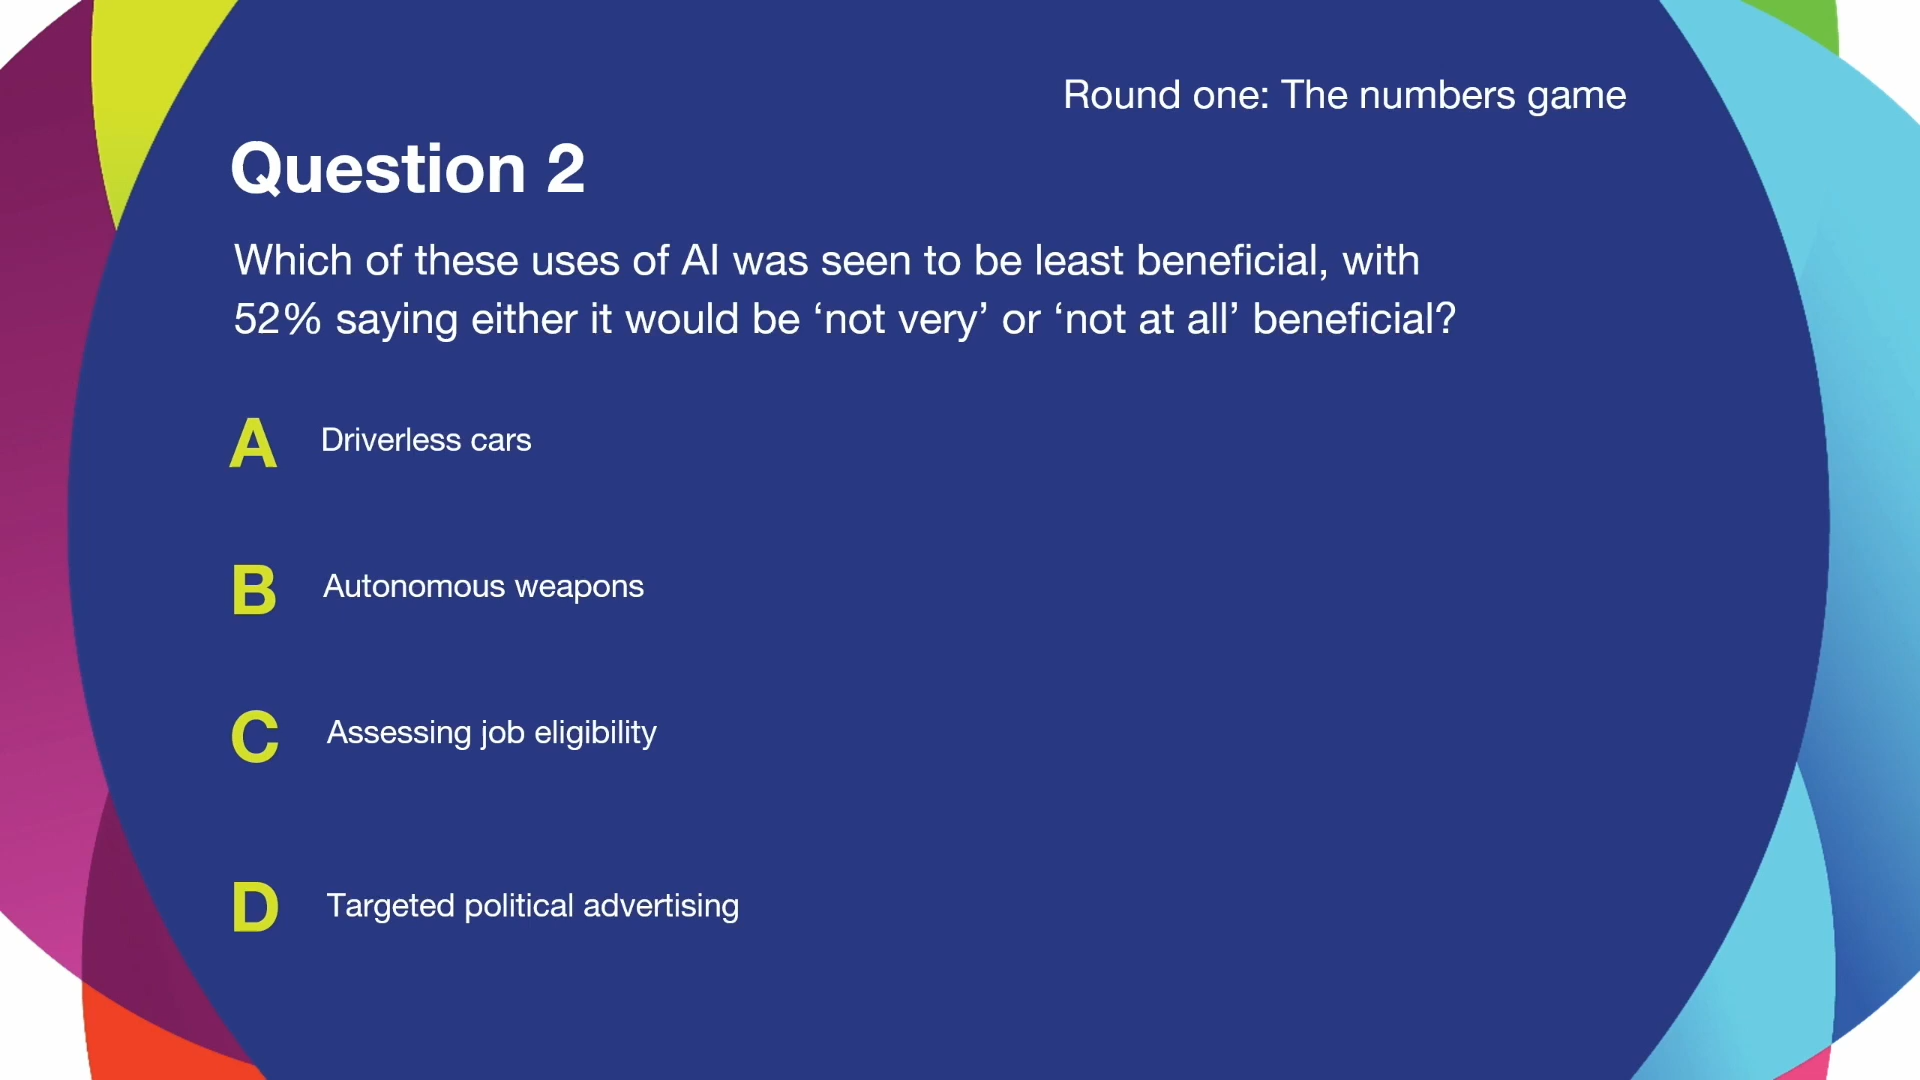 Round one: The numbers game
Question 2
Which of these uses of AI was seen to be least beneficial, with
52% saying either it would be ‘not very’ or ‘not at all’ beneficial?
A Driverless cars
B Autonomous weapons
C Assessing job eligibility
D Targeted political advertising